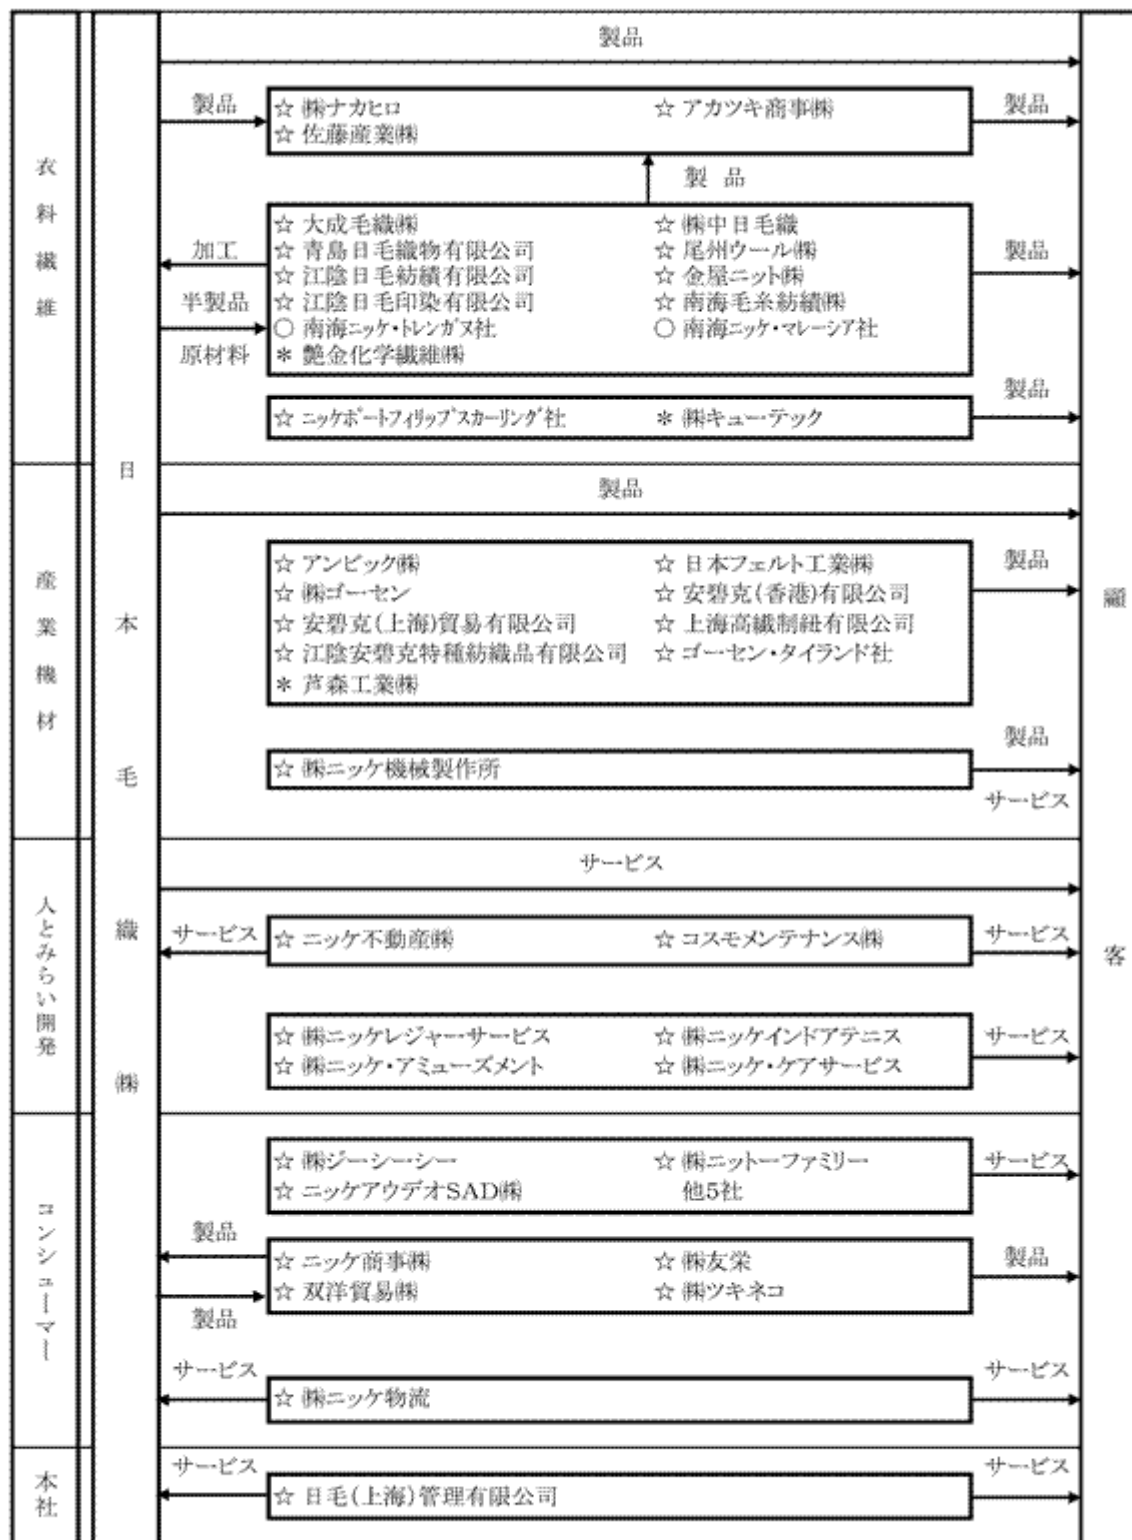 製品
製品
☆ ㈱ナカヒロ ☆ アカツキ商事㈱
☆ 佐藤産業㈱
製品
製 品
衣料繊維
☆ 大成毛織㈱ ☆ ㈱中日毛織
☆ 青島日毛織物有限公司 ☆ 尾州ウール㈱
☆ 江陰日毛紡績有限公司 ☆ 金屋ニット㈱
☆ 江陰日毛印染有限公司 ☆ 南海毛糸紡績㈱
○ 南海ニッケ・トレンガヌ社 ○ 南海ニッケ・マレーシア社
* 艶金化学繊維㈱
加工
半製品
原材料
製品
☆ ニッケポートフィリップスカーリング社 * ㈱キューテック
製品
日本毛織㈱
顧客
産業機材
製品
☆ アンビック㈱ ☆ 日本フェルト工業㈱
☆ ㈱ゴーセン ☆ 安碧克(香港)有限公司
☆ 安碧克(上海)貿易有限公司 ☆ 上海高繊制紐有限公司
☆ 江陰安碧克特種紡織品有限公司 ☆ ゴーセン・タイランド社
* 芦森工業㈱
製品
☆ ㈱ニッケ機械製作所
製品
サービス
人とみらい開発
サービス
サービス
☆ ニッケ不動産㈱ ☆ コスモメンテナンス㈱
サービス
☆ ㈱ニッケレジャーサービス ☆ ㈱ニッケインドアテニス
☆ ㈱ニッケ・アミューズメント ☆ ㈱ニッケ・ケアサービス
サービス
コンシューマー
☆ ㈱ジーシーシー ☆ ㈱ニットーファミリー
☆ ニッケアウデオSAD㈱ 他5社
サービス
製品
☆ ニッケ商事㈱ ☆ ㈱友栄
☆ 双洋貿易㈱ ☆ ㈱ツキネコ
製品
製品
サービス
☆ ㈱ニッケ物流
サービス
本社
サービス
☆ 日毛(上海)管理有限公司
サービス